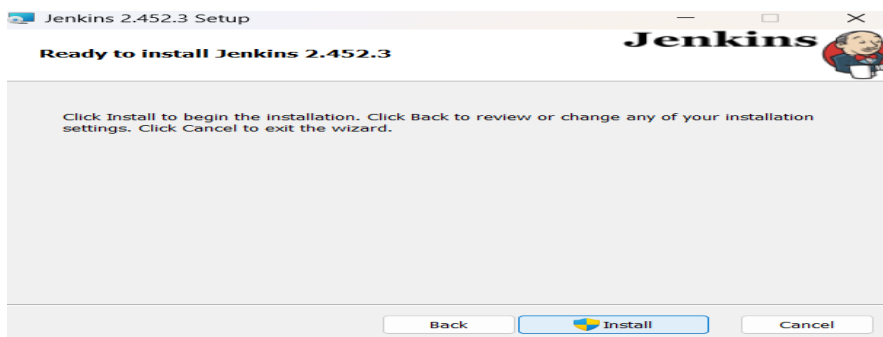 Jenkins 2.452.3 Setup
Jenkins
Ready to install Jenkins 2.452.3
Click Install to begin the installation. Click Back to review or change any of your installation
settings. Click Cancel to exit the wizard.
Back
Install
Cancel